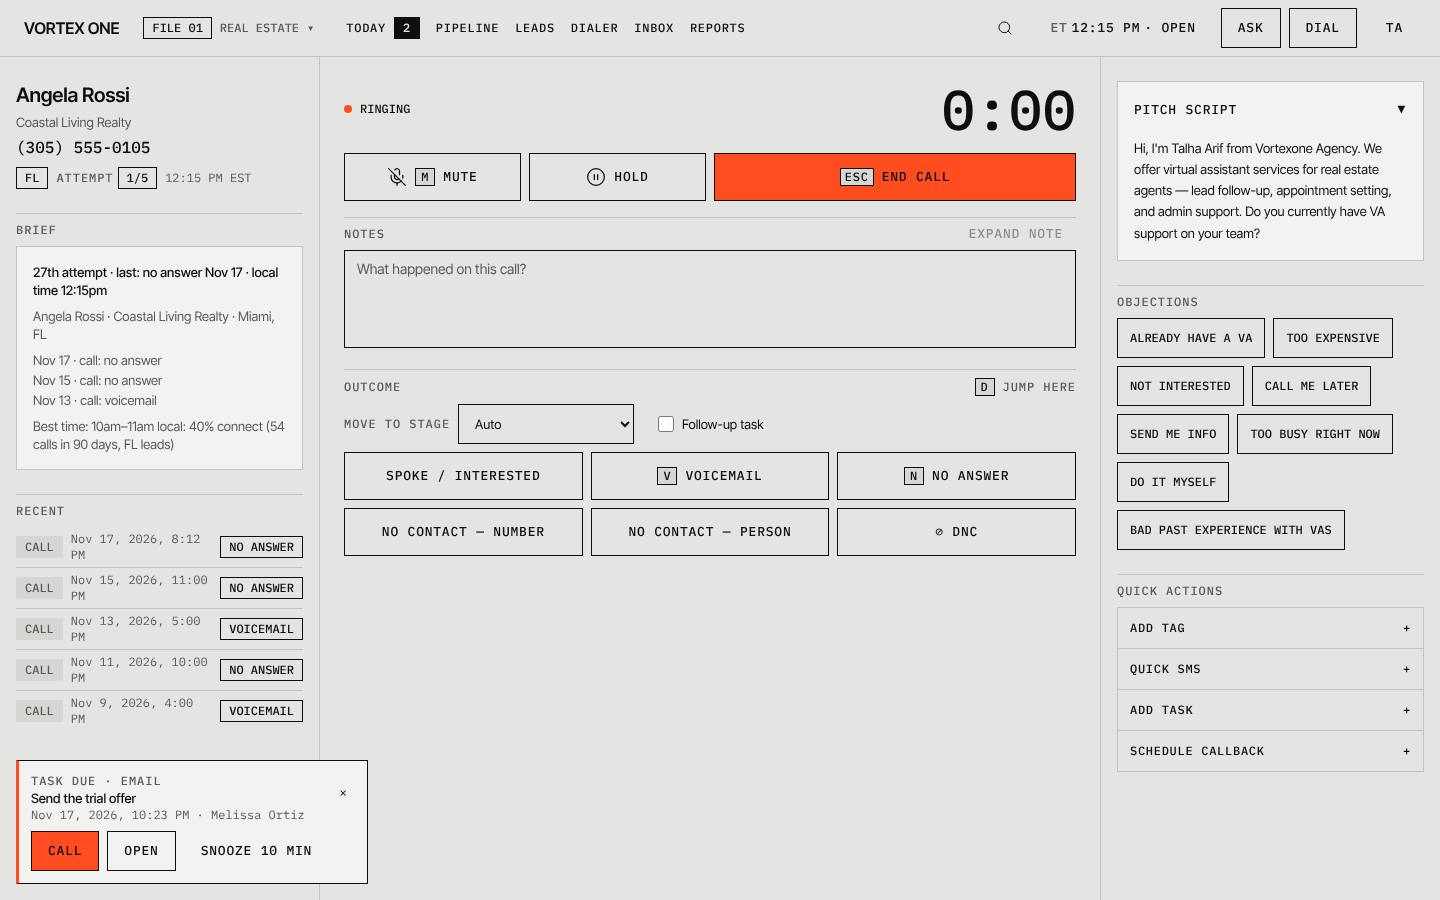 VORTEX ONE
FILE 01 REAL ESTATE ▾
TODAY 2 PIPELINE LEADS DIALER INBOX REPORTS
ET 12:15 PM · OPEN
ASK
DIAL
TA
Angela Rossi
Coastal Living Realty
(305) 555-0105
FL ATTEMPT 1/5 12:15 PM EST
BRIEF
27th attempt · last: no answer Nov 17 · local
time 12:15pm
Angela Rossi · Coastal Living Realty · Miami,
FL
Nov 17 · call: no answer
Nov 15 · call: no answer
Nov 13 · call: voicemail
Best time: 10am–11am local: 40% connect (54
calls in 90 days, FL leads)
RECENT
CALL Nov 17, 2026, 8:12 PM NO ANSWER
CALL Nov 15, 2026, 11:00 PM NO ANSWER
CALL Nov 13, 2026, 5:00 PM VOICEMAIL
CALL Nov 11, 2026, 10:00 PM NO ANSWER
CALL Nov 9, 2026, 4:00 PM VOICEMAIL
TASK DUE · EMAIL
Send the trial offer
Nov 17, 2026, 10:23 PM · Melissa Ortiz
×
CALL OPEN SNOOZE 10 MIN
RINGING
0:00
M MUTE
HOLD
ESC END CALL
NOTES EXPAND NOTE
What happened on this call?
OUTCOME D JUMP HERE
MOVE TO STAGE Auto Follow-up task
SPOKE / INTERESTED
V VOICEMAIL
N NO ANSWER
NO CONTACT — NUMBER
NO CONTACT — PERSON
⊘ DNC
PITCH SCRIPT ▼
Hi, I'm Talha Arif from Vortexone Agency. We
offer virtual assistant services for real estate
agents — lead follow-up, appointment setting,
and admin support. Do you currently have VA
support on your team?
OBJECTIONS
ALREADY HAVE A VA
TOO EXPENSIVE
NOT INTERESTED
CALL ME LATER
SEND ME INFO
TOO BUSY RIGHT NOW
DO IT MYSELF
BAD PAST EXPERIENCE WITH VAS
QUICK ACTIONS
ADD TAG +
QUICK SMS +
ADD TASK +
SCHEDULE CALLBACK +